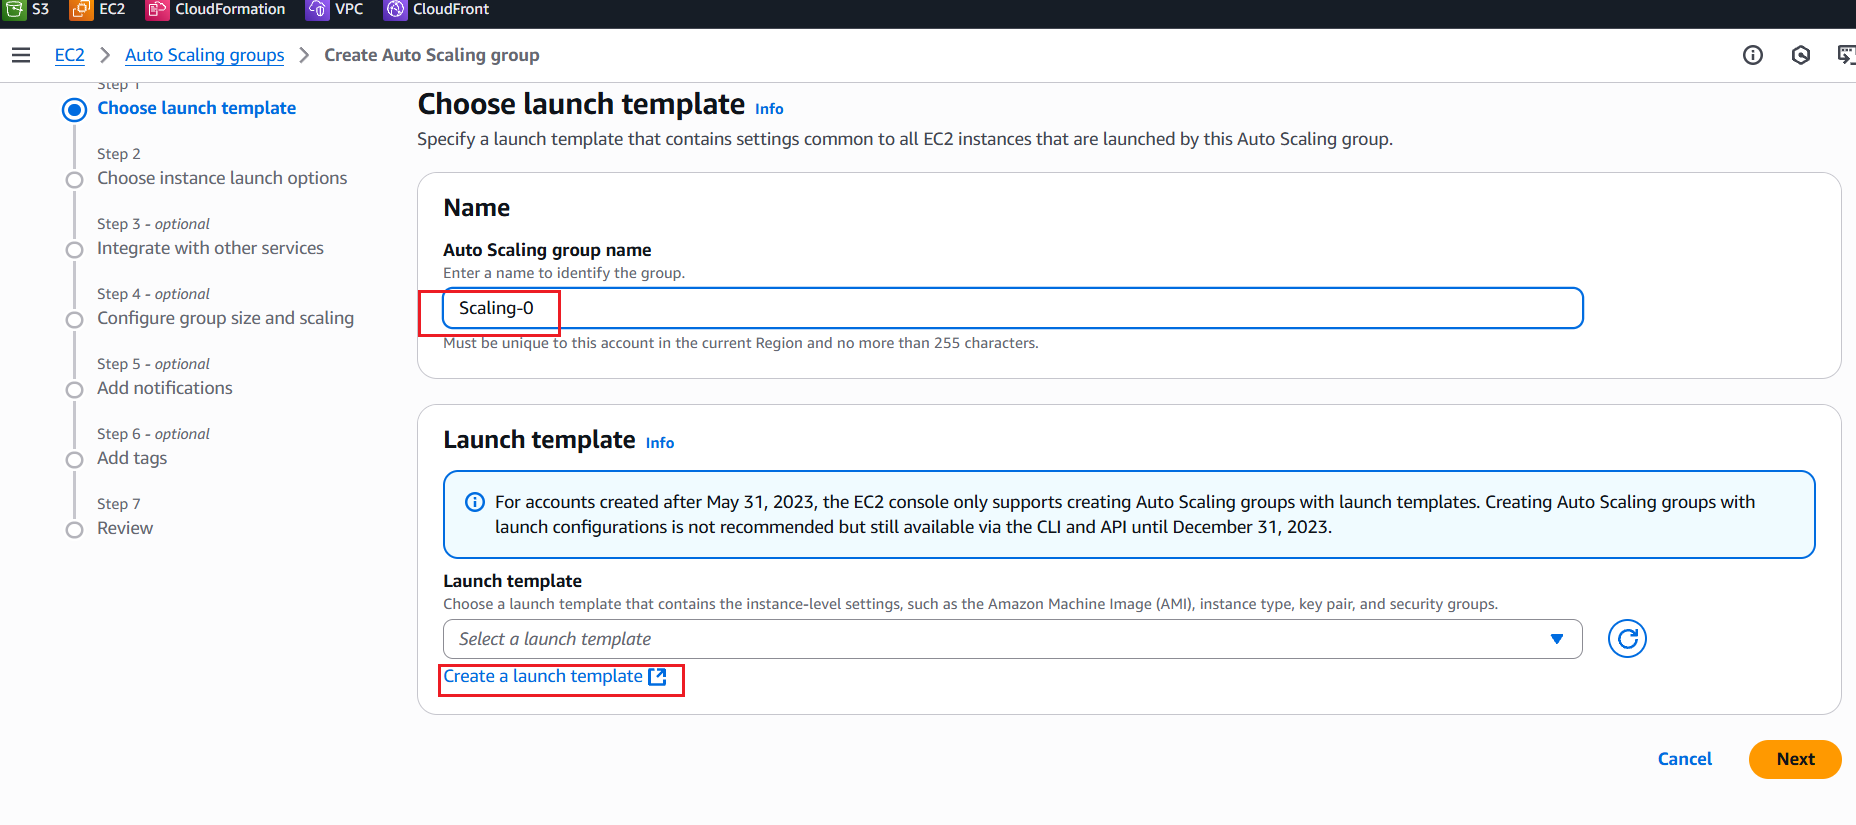 S3 EC2 CloudFormation VPC CloudFront
EC2 Auto Scaling groups Create Auto Scaling group
Step 1
Choose launch template
Step 2
Choose instance launch options
Step 3 - optional
Integrate with other services
Step 4 - optional
Configure group size and scaling
Step 5 - optional
Add notifications
Step 6 - optional
Add tags
Step 7
Review
Choose launch template Info
Specify a launch template that contains settings common to all EC2 instances that are launched by this Auto Scaling group.
Name
Auto Scaling group name
Enter a name to identify the group.
Scaling-0
Must be unique to this account in the current Region and no more than 255 characters.
Launch template Info
For accounts created after May 31, 2023, the EC2 console only supports creating Auto Scaling groups with launch templates. Creating Auto Scaling groups with
launch configurations is not recommended but still available via the CLI and API until December 31, 2023.
Launch template
Choose a launch template that contains the instance-level settings, such as the Amazon Machine Image (AMI), instance type, key pair, and security groups.
Select a launch template
Create a launch template
Cancel Next